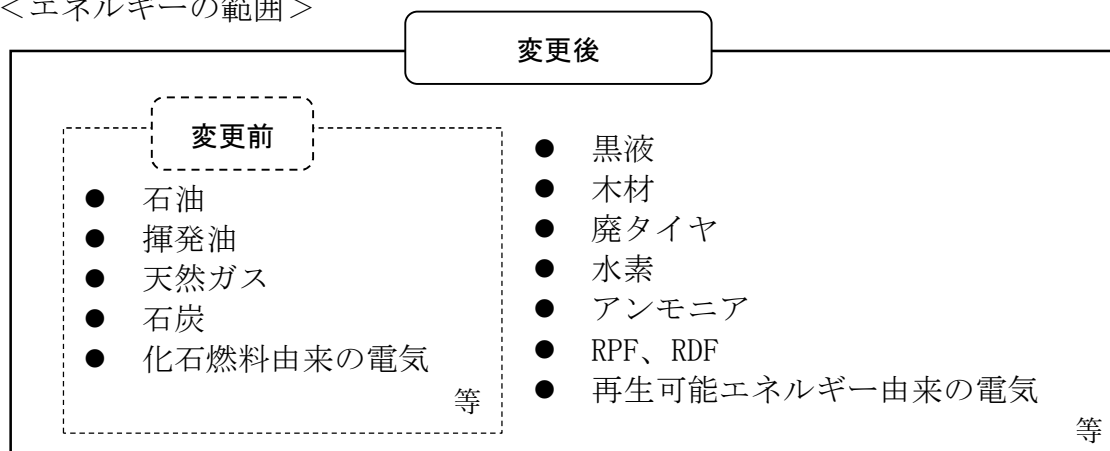 ＜エネルギーの範囲＞
変更後
変更前
● 石油
● 揮発油
● 天然ガス
● 石炭
● 化石燃料由来の電気
等
● 黒液
● 木材
● 廃タイヤ
● 水素
● アンモニア
● RPF、RDF
● 再生可能エネルギー由来の電気
等